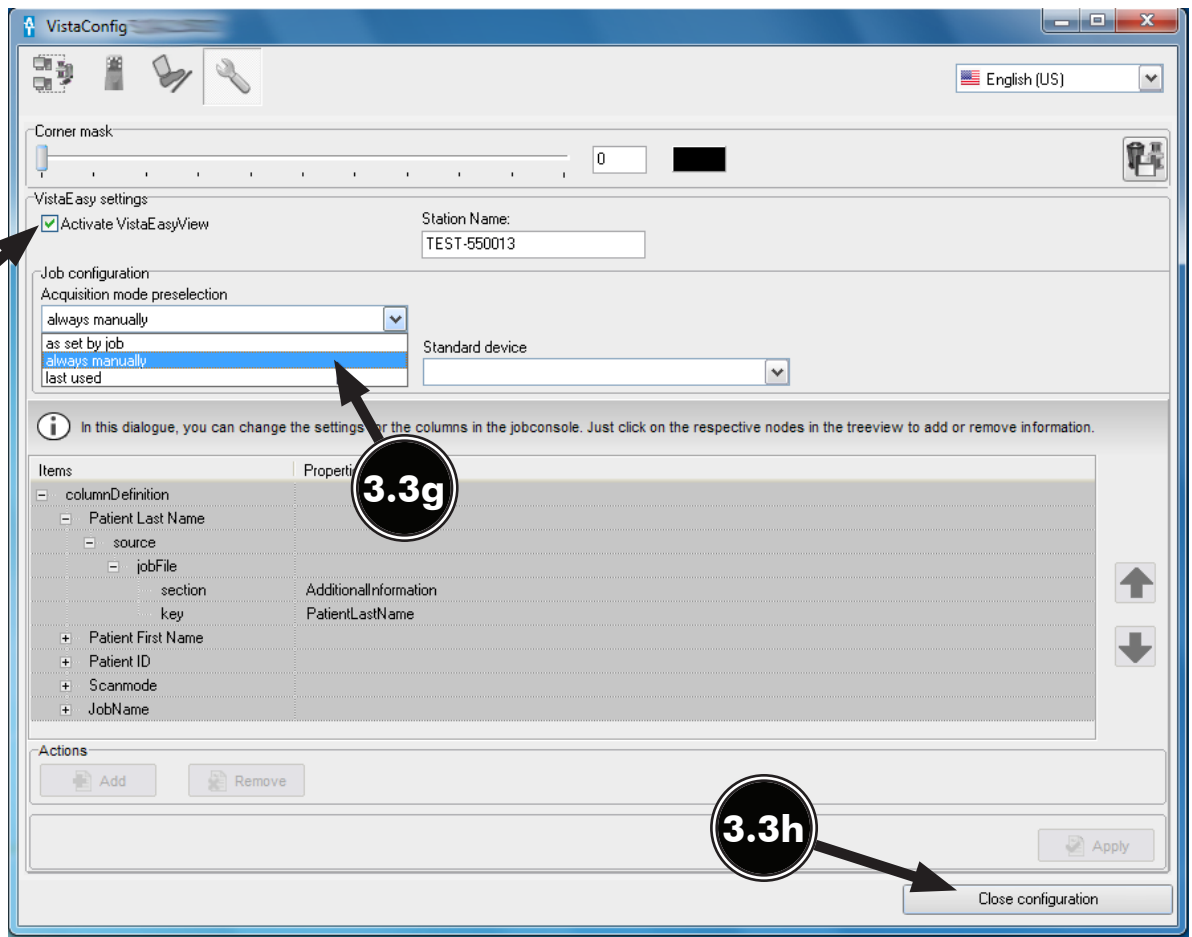 VistaConfig
English (US)
Corner mask
0
VistaEasy settings
Activate VistaEasyView
Station Name:
TEST-550013
Job configuration
Acquisition mode preselection
always manually
as set by job
always manually
last used
Standard device
In this dialogue, you can change the settings for the columns in the jobconsole. Just click on the respective nodes in the treeview to add or remove information.
Items
3.3g
columnDefinition
Patient Last Name
source
jobFile
section AdditionalInformation
key PatientLastName
Patient First Name
Patient ID
Scanmode
JobName
Actions
Add Remove
3.3h
Apply
Close configuration